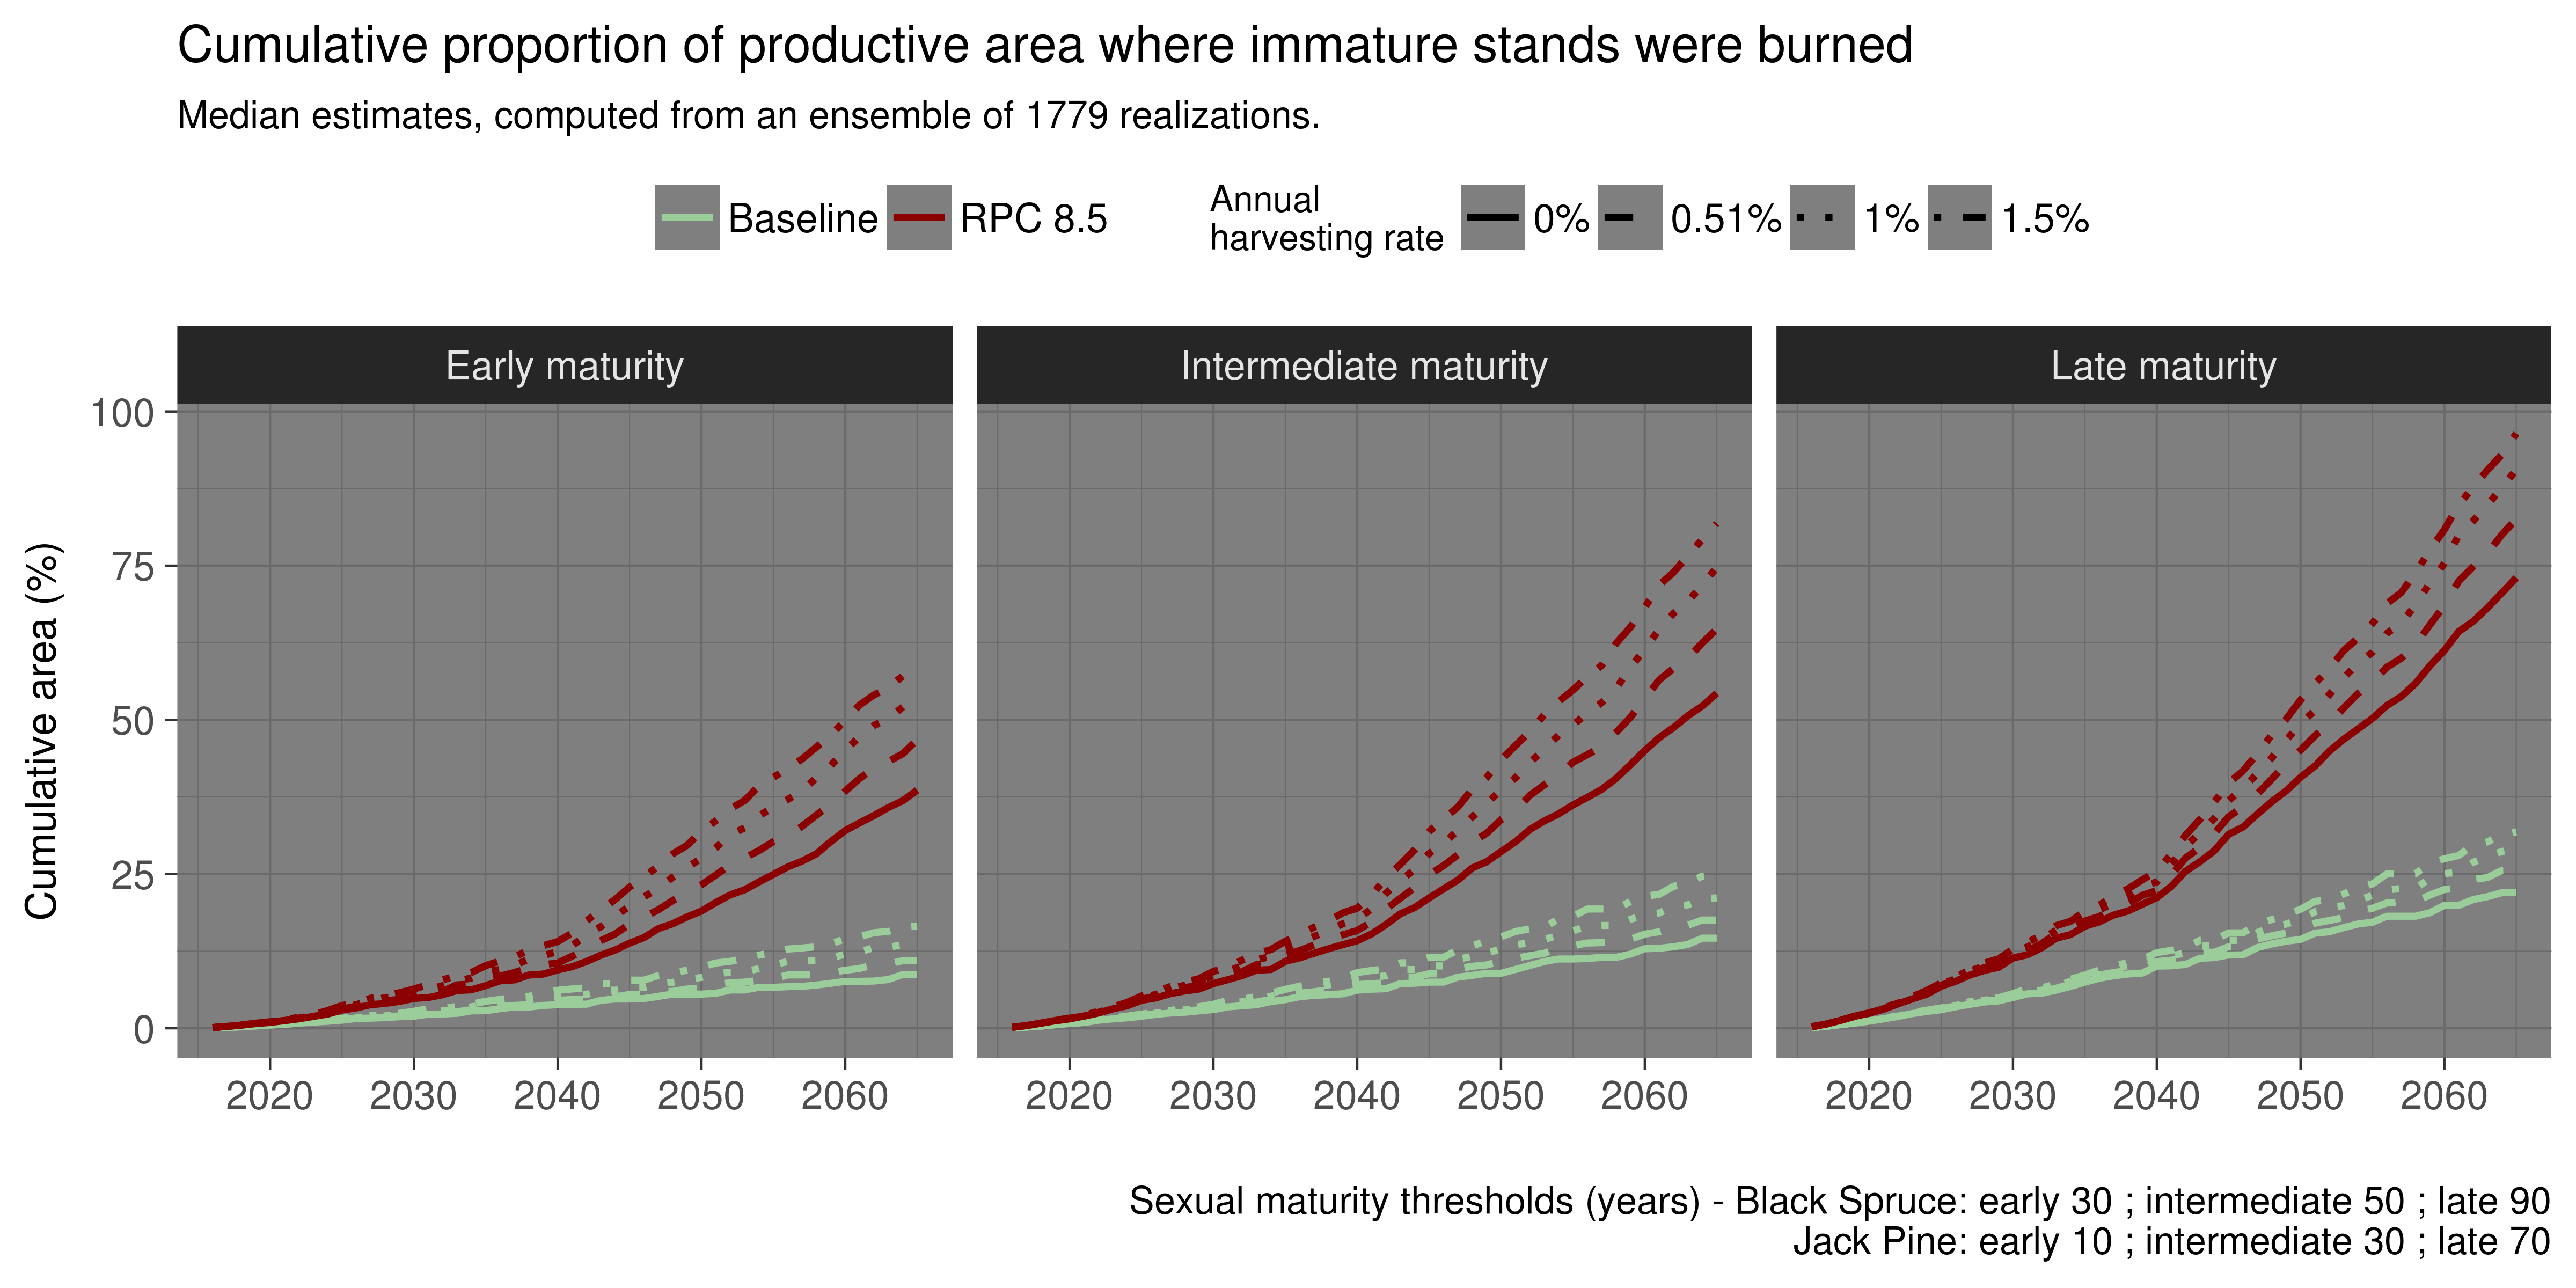 Cumulative proportion of productive area where immature stands were burned
Median estimates, computed from an ensemble of 1779 realizations.
Baseline RPC 8.5 Annual harvesting rate 0% 0.51% 1% 1.5%
Early maturity Intermediate maturity Late maturity
Cumulative area (%)
100
75
50
25
0
2020 2030 2040 2050 2060 2020 2030 2040 2050 2060 2020 2030 2040 2050 2060
Sexual maturity thresholds (years) - Black Spruce: early 30 ; intermediate 50 ; late 90
Jack Pine: early 10 ; intermediate 30 ; late 70